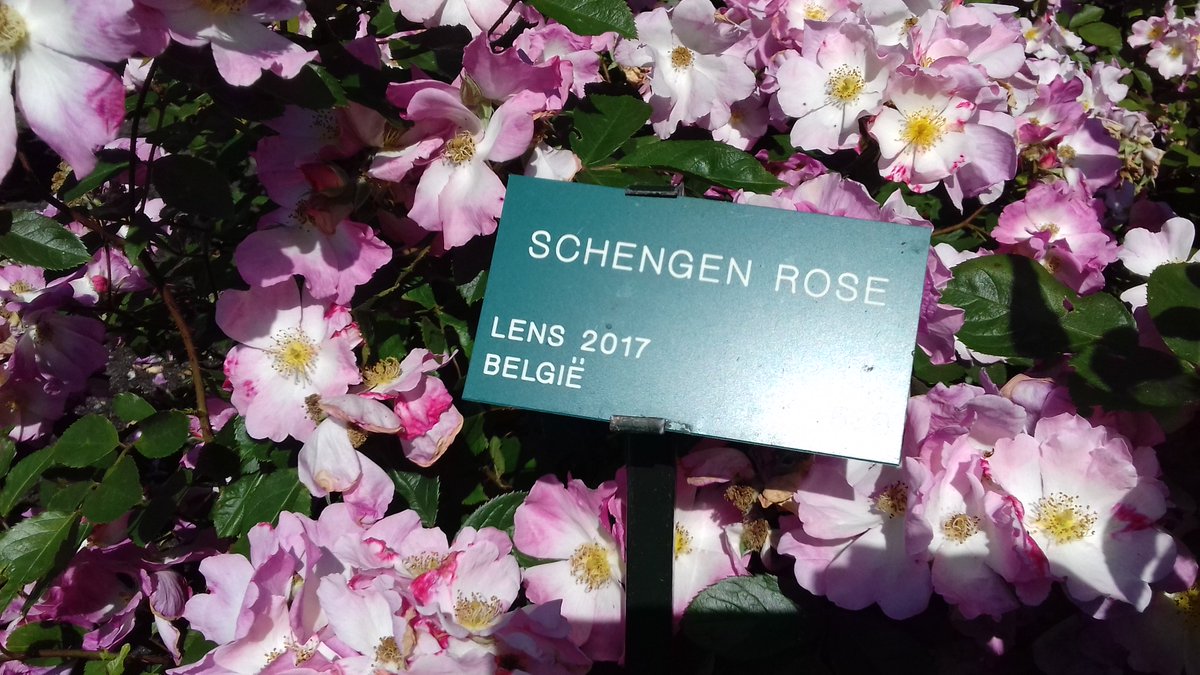 SCHENGEN ROSE
LENS 2017
BELGIË